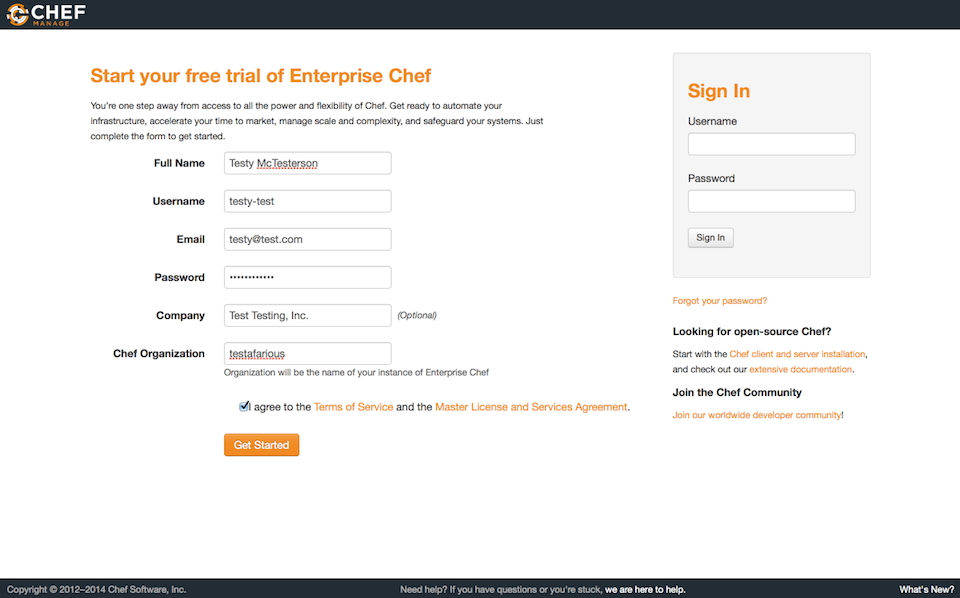 CHEF
MANAGE
Start your free trial of Enterprise Chef
You're one step away from access to all the power and flexibility of Chef. Get ready to automate your
infrastructure, accelerate your time to market, manage scale and complexity, and safeguard your systems. Just
complete the form to get started.
Full Name Testy McTesterson
Username testy-test
Email testy@test.com
Password ••••••••••••
Company Test Testing, Inc. (Optional)
Chef Organization testafarious
Organization will be the name of your instance of Enterprise Chef
I agree to the Terms of Service and the Master License and Services Agreement.
Get Started
Sign In
Username
Password
Sign In
Forgot your password?
Looking for open-source Chef?
Start with the Chef client and server installation,
and check out our extensive documentation.
Join the Chef Community
Join our worldwide developer community!
Copyright © 2012–2014 Chef Software, Inc.
Need help? If you have questions or you're stuck, we are here to help.
What's New?